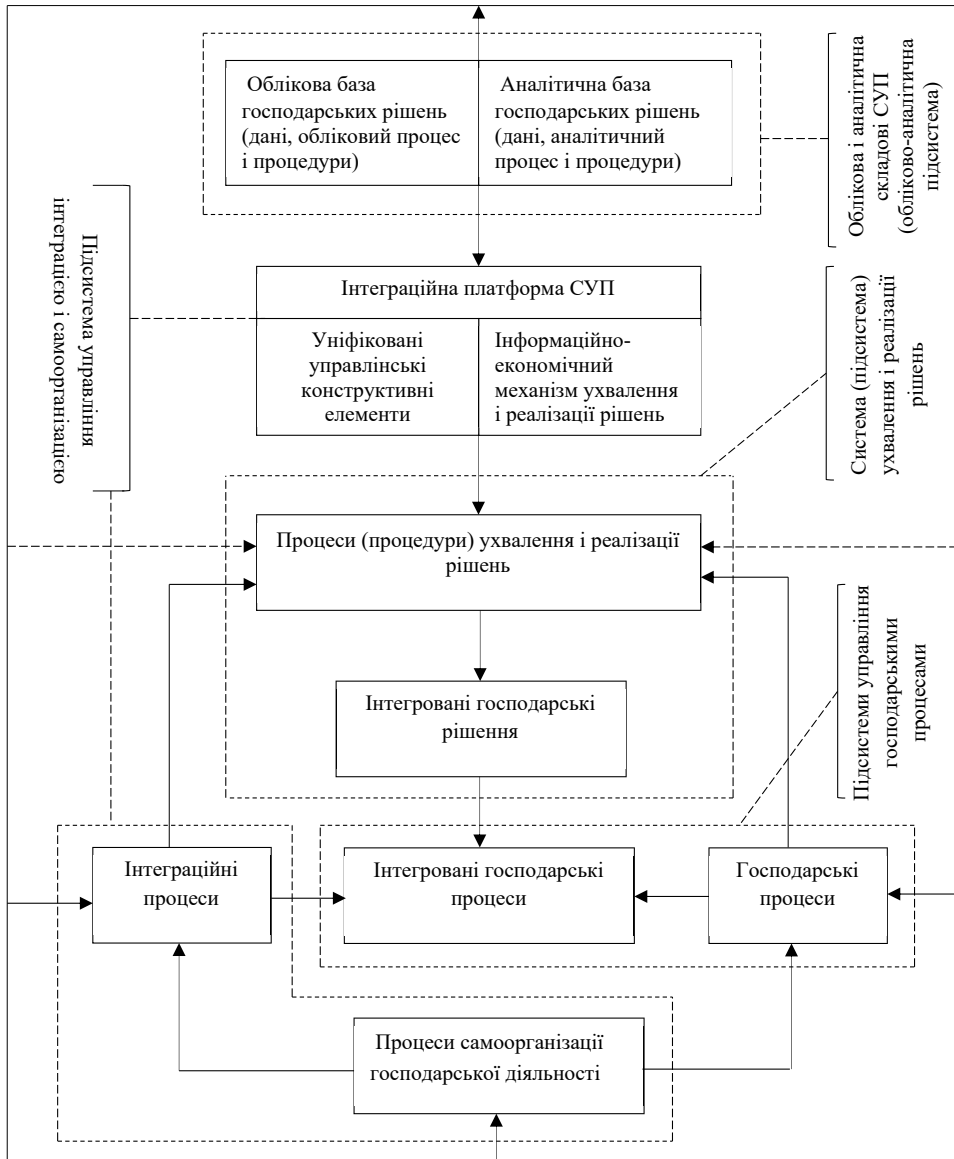 Облікова база
господарських рішень
(дані, обліковий процес
і процедури)
Аналітична база
господарських рішень
(дані, аналітичний
процес і процедури)
Облікова і аналітична
складові СУП
(обліково-аналітична
підсистема)
Підсистема управління
інтеграцією і самоорганізацією
Інтеграційна платформа СУП
Уніфіковані
управлінські
конструктивні
елементи
Інформаційно-
економічний
механізм ухвалення
і реалізації рішень
Система (підсистема)
ухвалення і реалізації
рішень
Процеси (процедури) ухвалення і реалізації
рішень
Інтегровані господарські
рішення
Підсистеми управління
господарськими
процесами
Інтеграційні
процеси
Інтегровані господарські
процеси
Господарські
процеси
Процеси самоорганізації
господарської діяльності